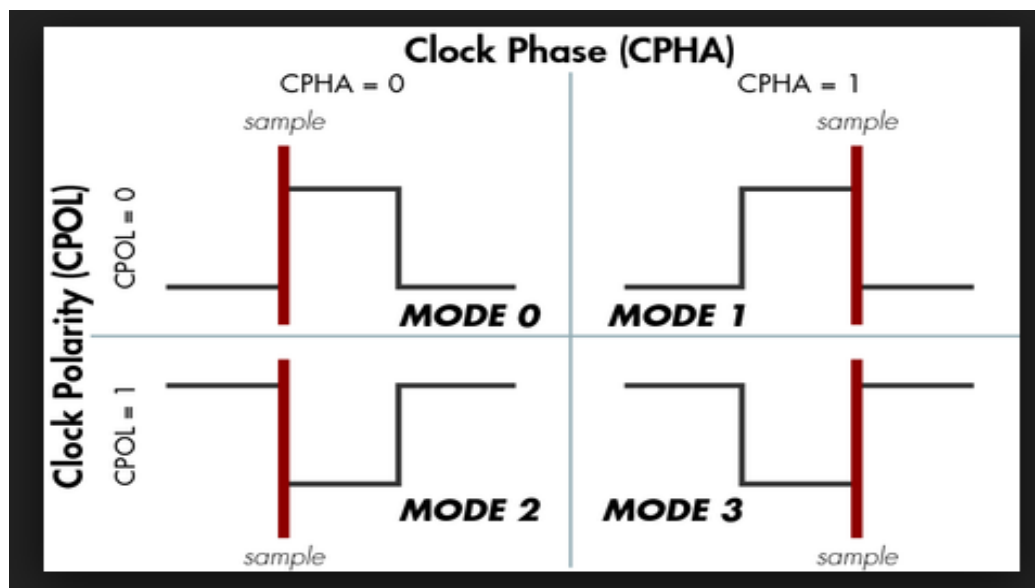 Clock Phase (CPHA)
CPHA = 0
CPHA = 1
sample
sample
Clock Polarity (CPOL)
CPOL = 0
MODE 0
MODE 1
CPOL = 1
MODE 2
MODE 3
sample
sample